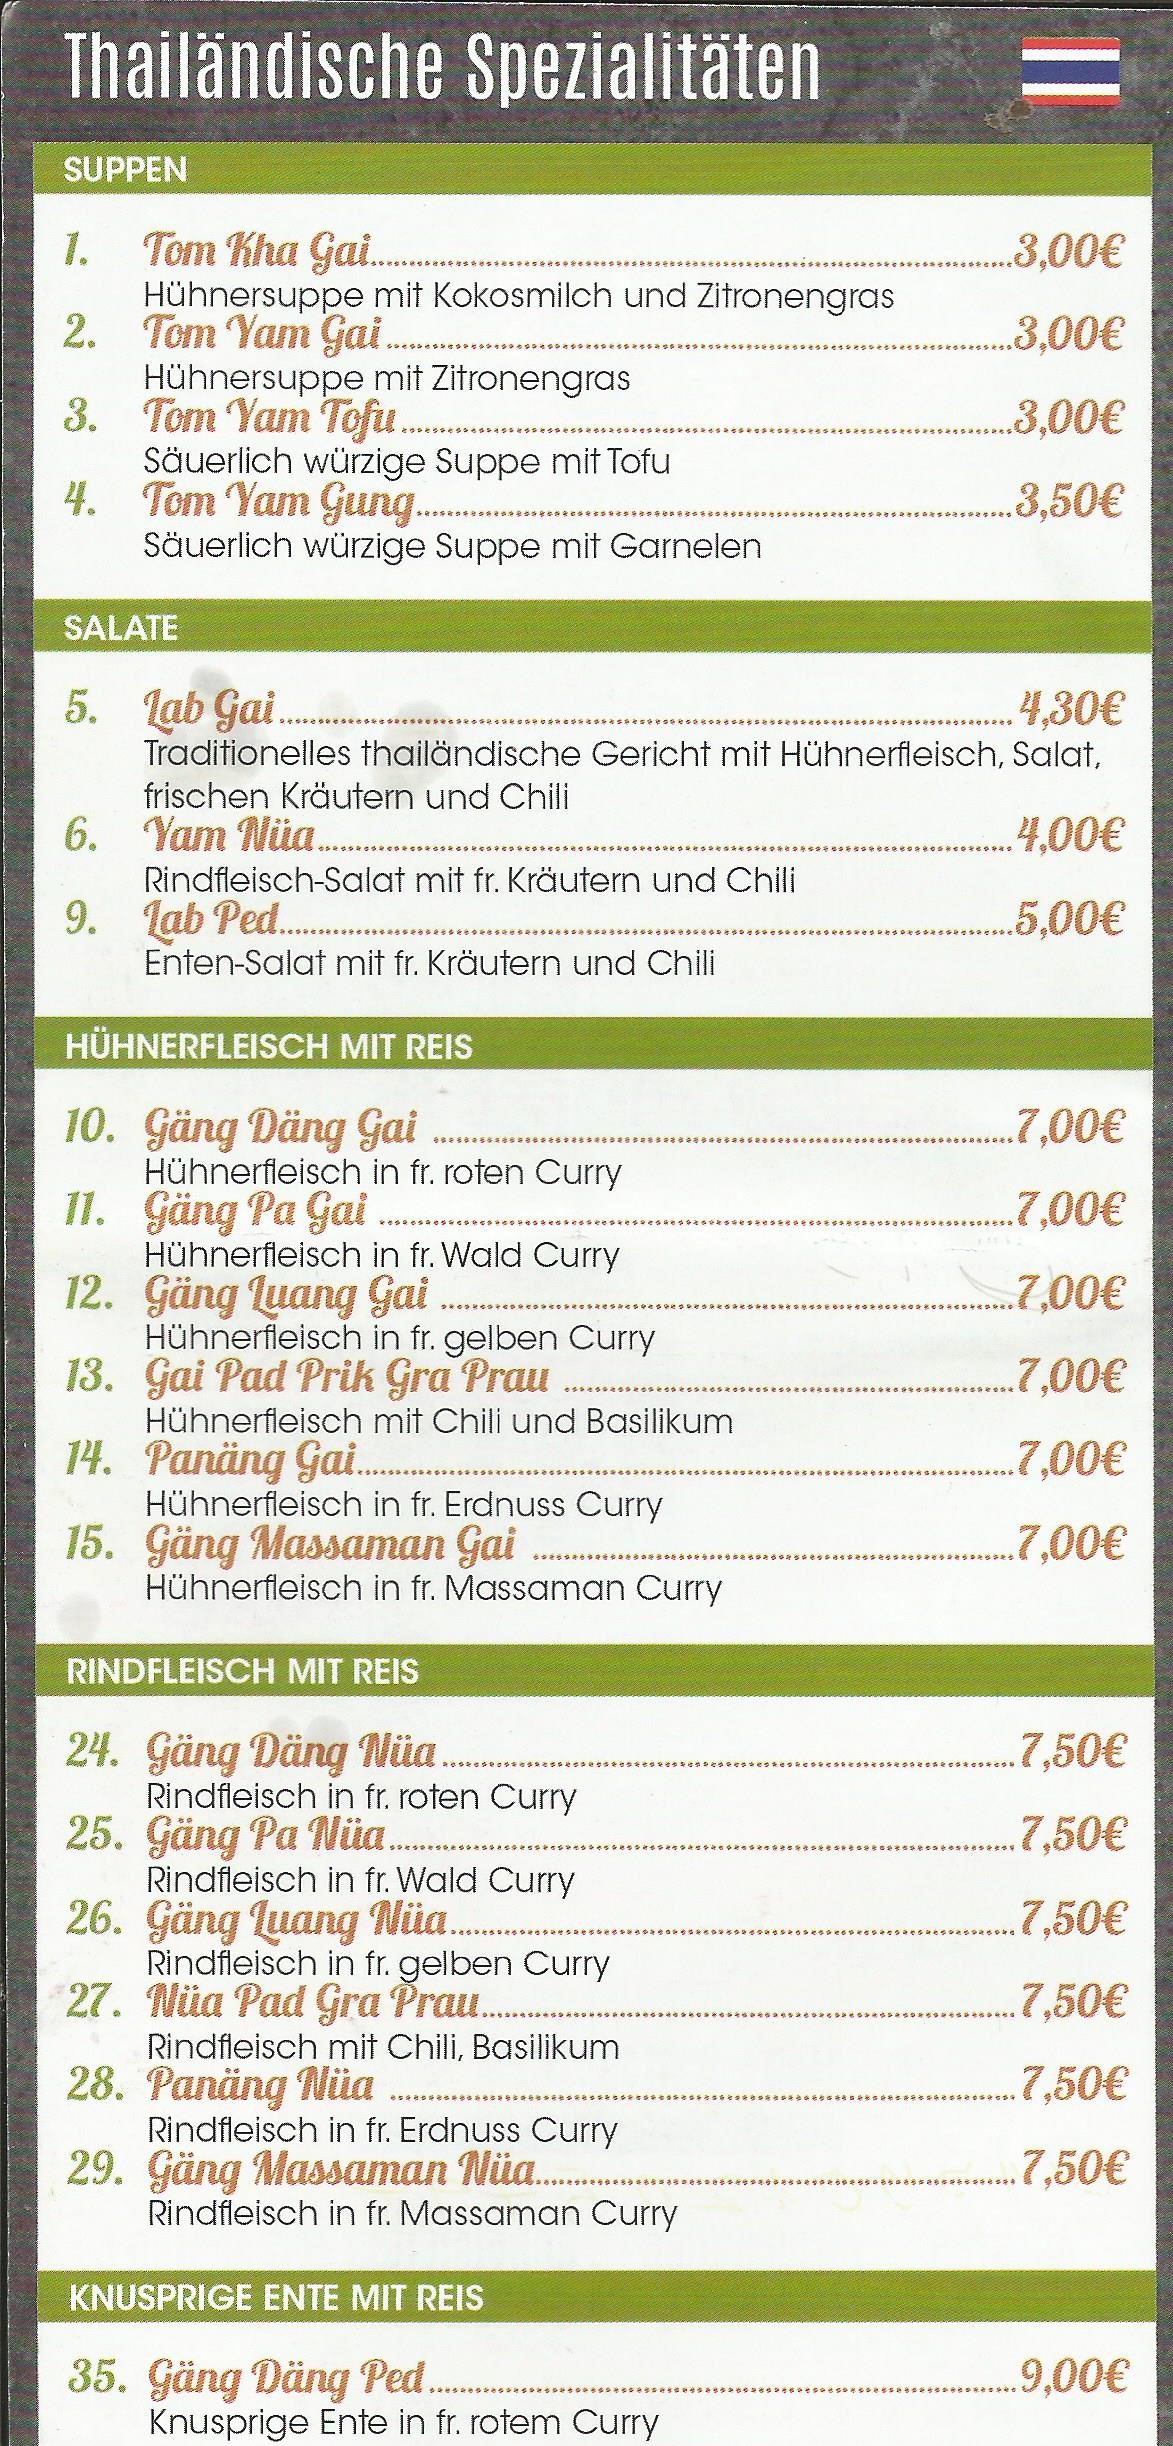 Thailändische Spezialitäten
SUPPEN
1. Tom Kha Gai 3,00€
Hühnersuppe mit Kokosmilch und Zitronengras
2. Tom Yam Gai 3,00€
Hühnersuppe mit Zitronengras
3. Tom Yam Tofu 3,00€
Säuerlich würzige Suppe mit Tofu
4. Tom Yam Gung 3,50€
Säuerlich würzige Suppe mit Garnelen
SALATE
5. Lab Gai 4,30€
Traditionelles thailändische Gericht mit Hühnerfleisch, Salat,
frischen Kräutern und Chili
6. Yam Nüa 4,00€
Rindfleisch-Salat mit fr. Kräutern und Chili
9. Lab Ped 5,00€
Enten-Salat mit fr. Kräutern und Chili
HÜHNERFLEISCH MIT REIS
10. Gäng Däng Gai 7,00€
Hühnerfleisch in fr. roten Curry
11. Gäng Pa Gai 7,00€
Hühnerfleisch in fr. Wald Curry
12. Gäng Luang Gai 7,00€
Hühnerfleisch in fr. gelben Curry
13. Gai Pad Prik Gra Prau 7,00€
Hühnerfleisch mit Chili und Basilikum
14. Panäng Gai 7,00€
Hühnerfleisch in fr. Erdnuss Curry
15. Gäng Massaman Gai 7,00€
Hühnerfleisch in fr. Massaman Curry
RINDFLEISCH MIT REIS
24. Gäng Däng Nüa 7,50€
Rindfleisch in fr. roten Curry
25. Gäng Pa Nüa 7,50€
Rindfleisch in fr. Wald Curry
26. Gäng Luang Nüa 7,50€
Rindfleisch in fr. gelben Curry
27. Nüa Pad Gra Prau 7,50€
Rindfleisch mit Chili, Basilikum
28. Panäng Nüa 7,50€
Rindfleisch in fr. Erdnuss Curry
29. Gäng Massaman Nüa 7,50€
Rindfleisch in fr. Massaman Curry
KNUSPRIGE ENTE MIT REIS
35. Gäng Däng Ped 9,00€
Knusprige Ente in fr. rotem Curry